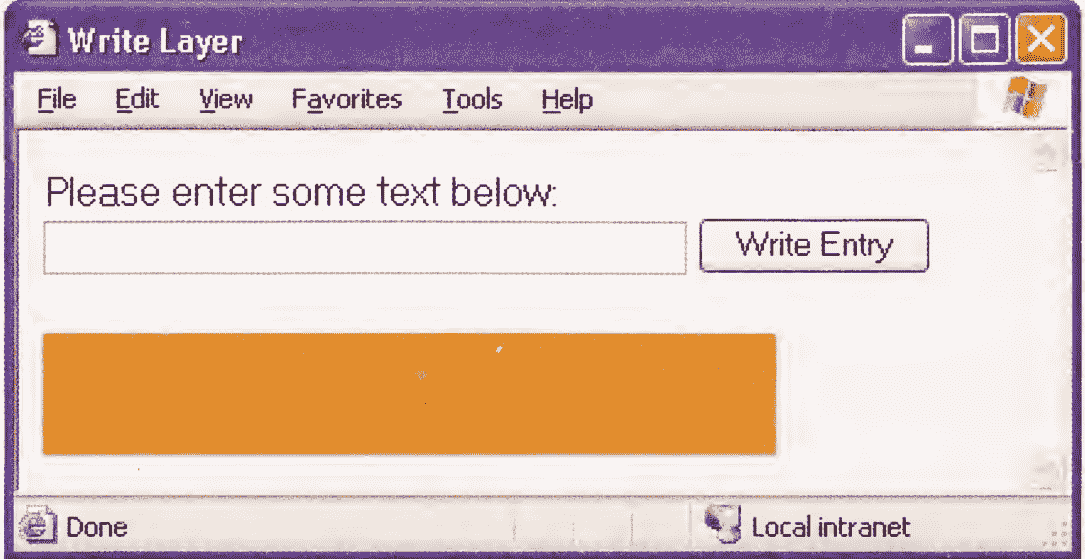 Write Layer
File Edit View Favorites Tools Help
Please enter some text below:
Write Entry
Done Local intranet